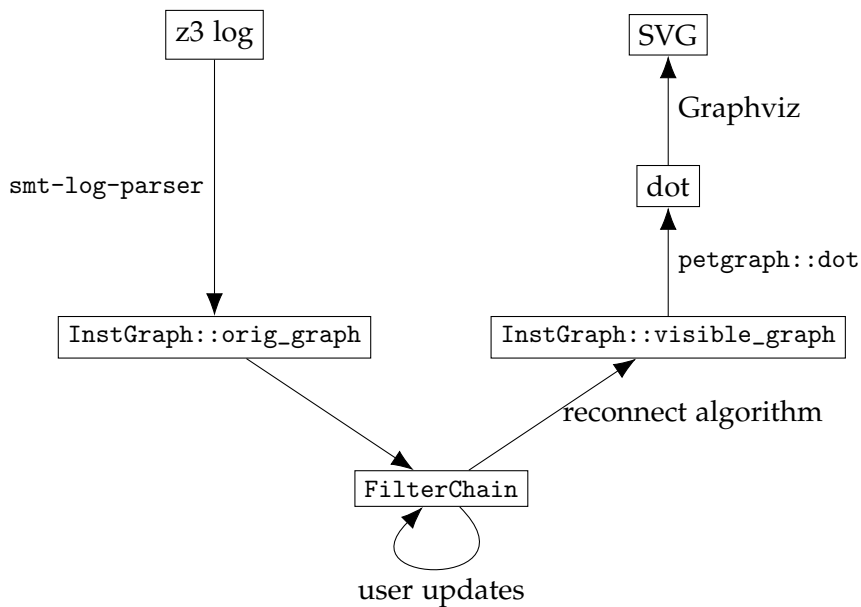 z3 log
SVG
Graphviz
smt-log-parser
dot
petgraph::dot
InstGraph::orig_graph
InstGraph::visible_graph
reconnect algorithm
FilterChain
user updates